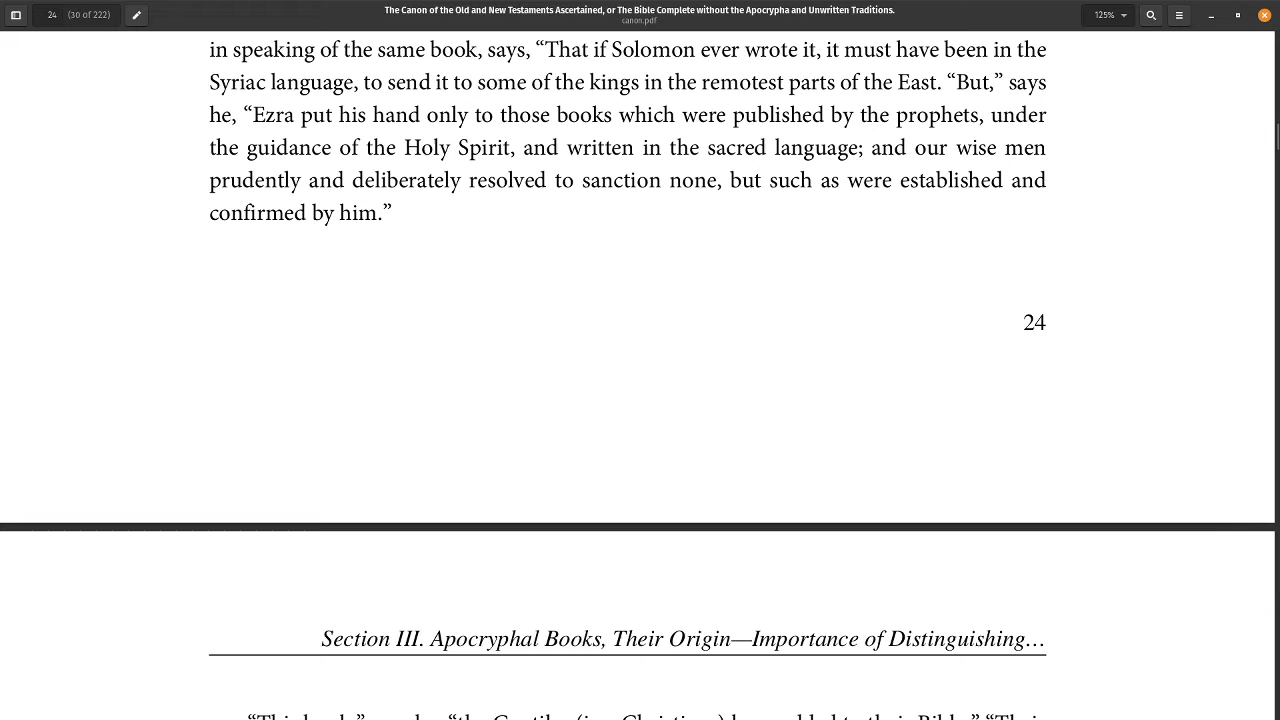 The Canon of the Old and New Testaments Ascertained, or The Bible Complete without the Apocrypha and Unwritten Traditions.
canon.pdf
24 (30 of 222)
125%
in speaking of the same book, says, “That if Solomon ever wrote it, it must have been in the
Syriac language, to send it to some of the kings in the remotest parts of the East. “But,” says
he, “Ezra put his hand only to those books which were published by the prophets, under
the guidance of the Holy Spirit, and written in the sacred language; and our wise men
prudently and deliberately resolved to sanction none, but such as were established and
confirmed by him.”
24
Section III. Apocryphal Books, Their Origin—Importance of Distinguishing…